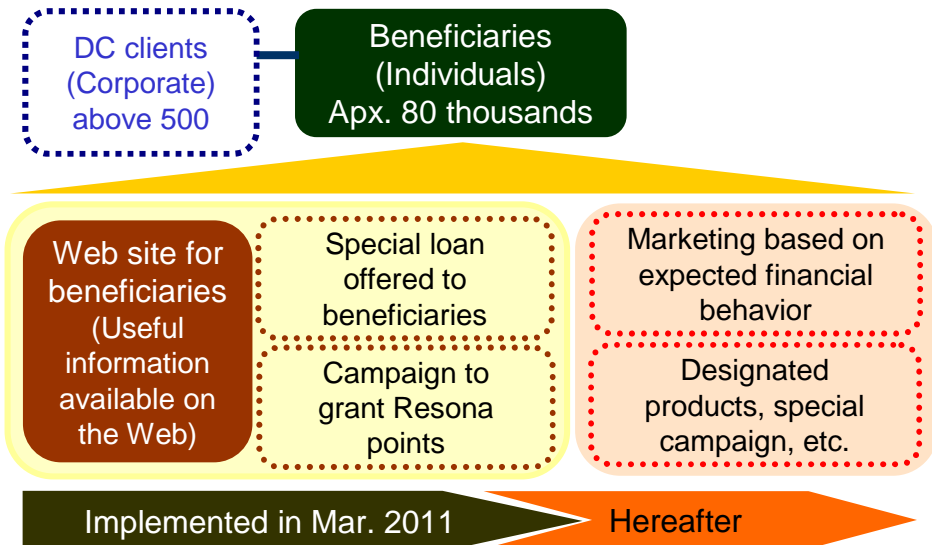 DC clients
(Corporate)
above 500
Beneficiaries
(Individuals)
Apx. 80 thousands
Web site for
beneficiaries
(Useful
information
available on
the Web)
Special loan
offered to
beneficiaries
Campaign to
grant Resona
points
Marketing based on
expected financial
behavior
Designated
products, special
campaign, etc.
Implemented in Mar. 2011
Hereafter